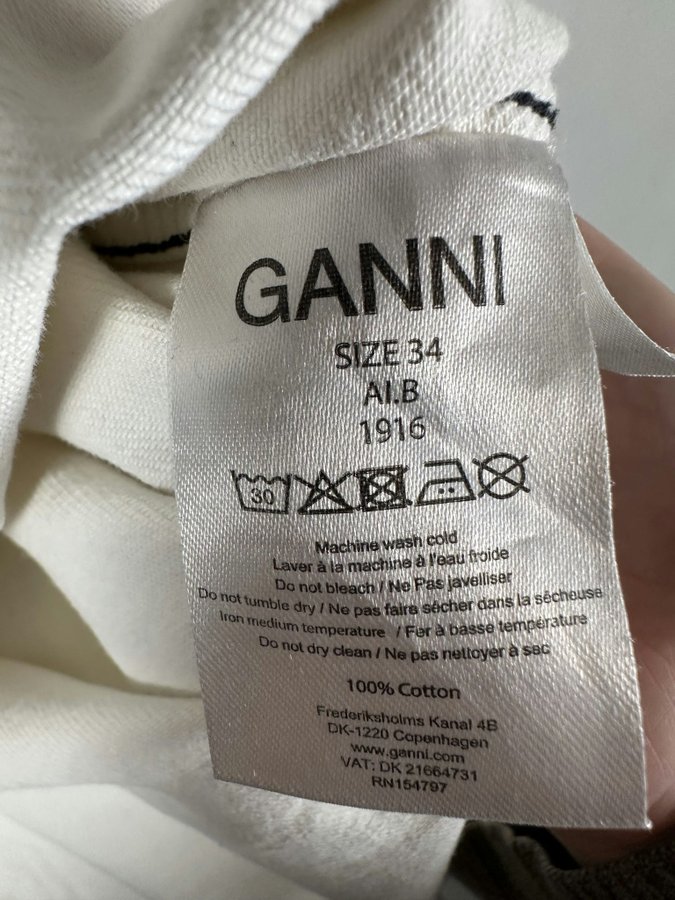 GANNI
SIZE 34
AI.B
1916
30
Machine wash cold
Laver à la machine à l'eau froide
Do not bleach / Ne Pas javelliser
Do not tumble dry / Ne pas faire sécher dans la sécheuse
Iron medium temperature / Fer à basse température
Do not dry clean / Ne pas nettoyer à sac
100% Cotton
Frederiksholms Kanal 4B
DK-1220 Copenhagen
www.ganni.com
VAT: DK 21664731
RN154797